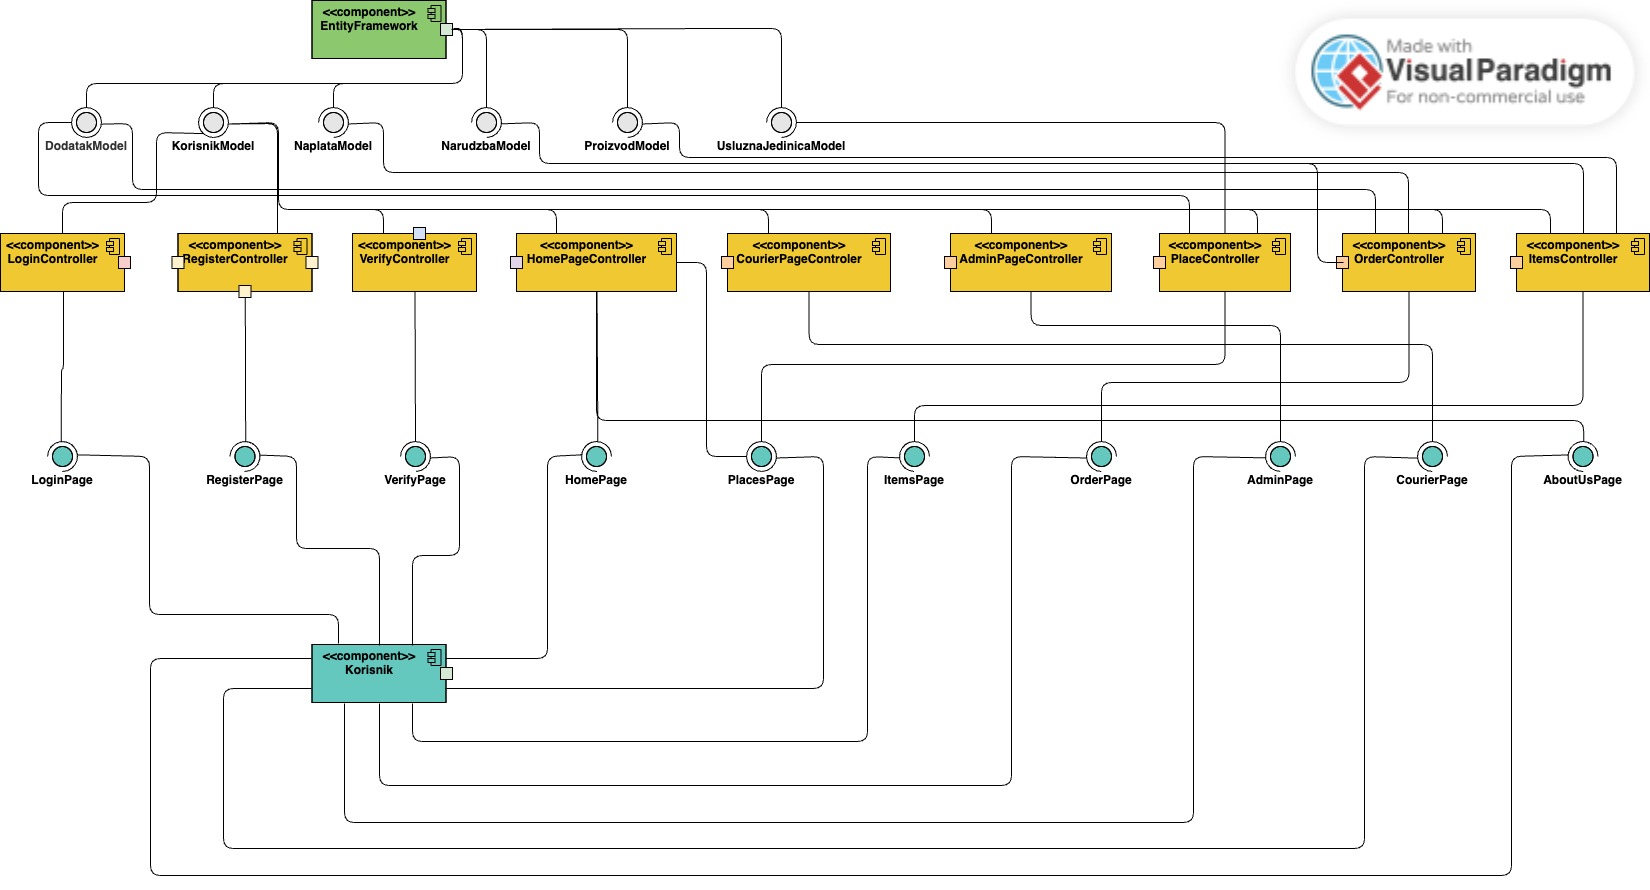 <<component>>
EntityFramework
Made with
Visual Paradigm
For non-commercial use
DodatakModel
KorisnikModel
NaplataModel
NarudzbaModel
ProizvodModel
UsluznaJedinicaModel
<<component>>
LoginController
<<component>>
RegisterController
<<component>>
VerifyController
<<component>>
HomePageController
<<component>>
CourierPageControler
<<component>>
AdminPageController
<<component>>
PlaceController
<<component>>
OrderController
<<component>>
ItemsController
LoginPage
RegisterPage
VerifyPage
HomePage
PlacesPage
ItemsPage
OrderPage
AdminPage
CourierPage
AboutUsPage
<<component>>
Korisnik